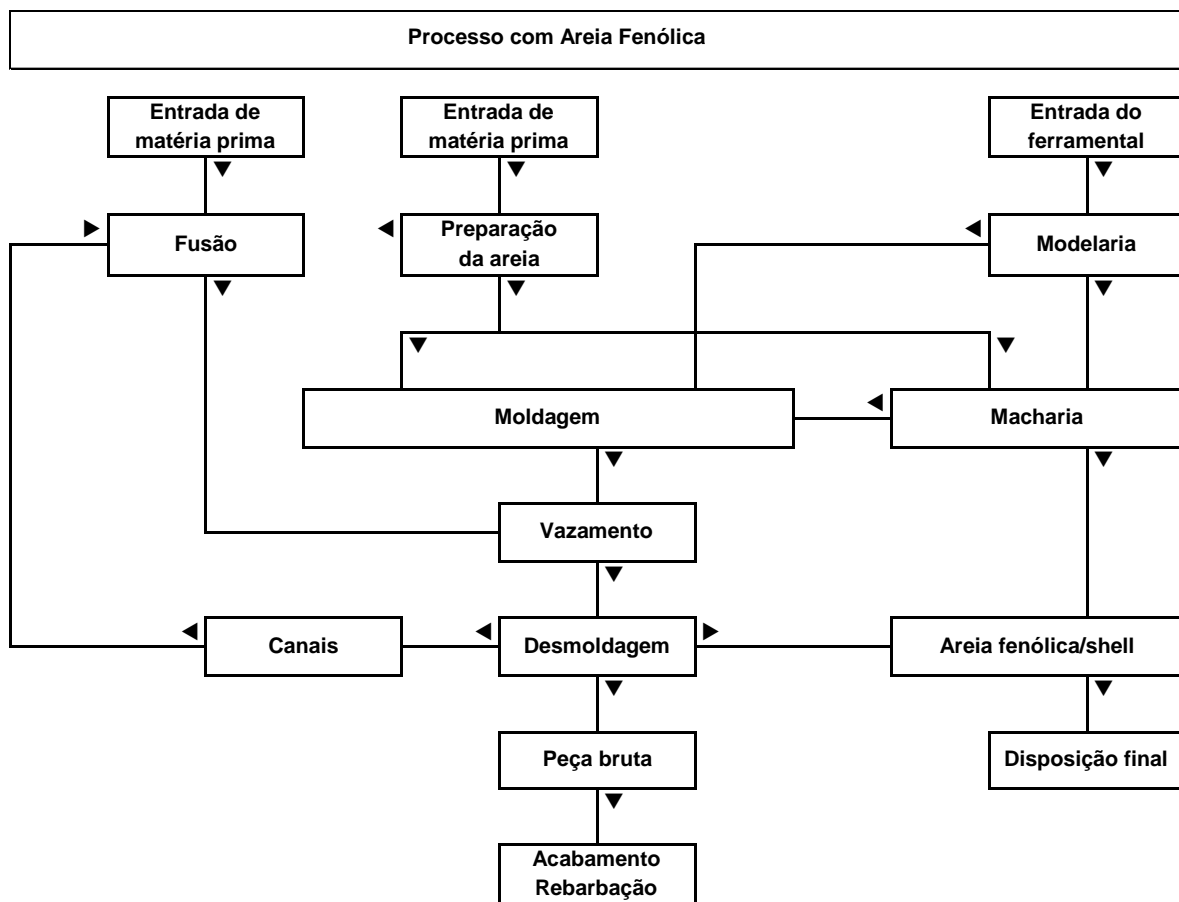 Processo com Areia Fenólica
Entrada de
matéria prima
Entrada de
matéria prima
Entrada do
ferramental
Fusão
Preparação
da areia
Modelaria
Moldagem
Macharia
Vazamento
Canais
Desmoldagem
Areia fenólica/shell
Peça bruta
Disposição final
Acabamento
Rebarbação